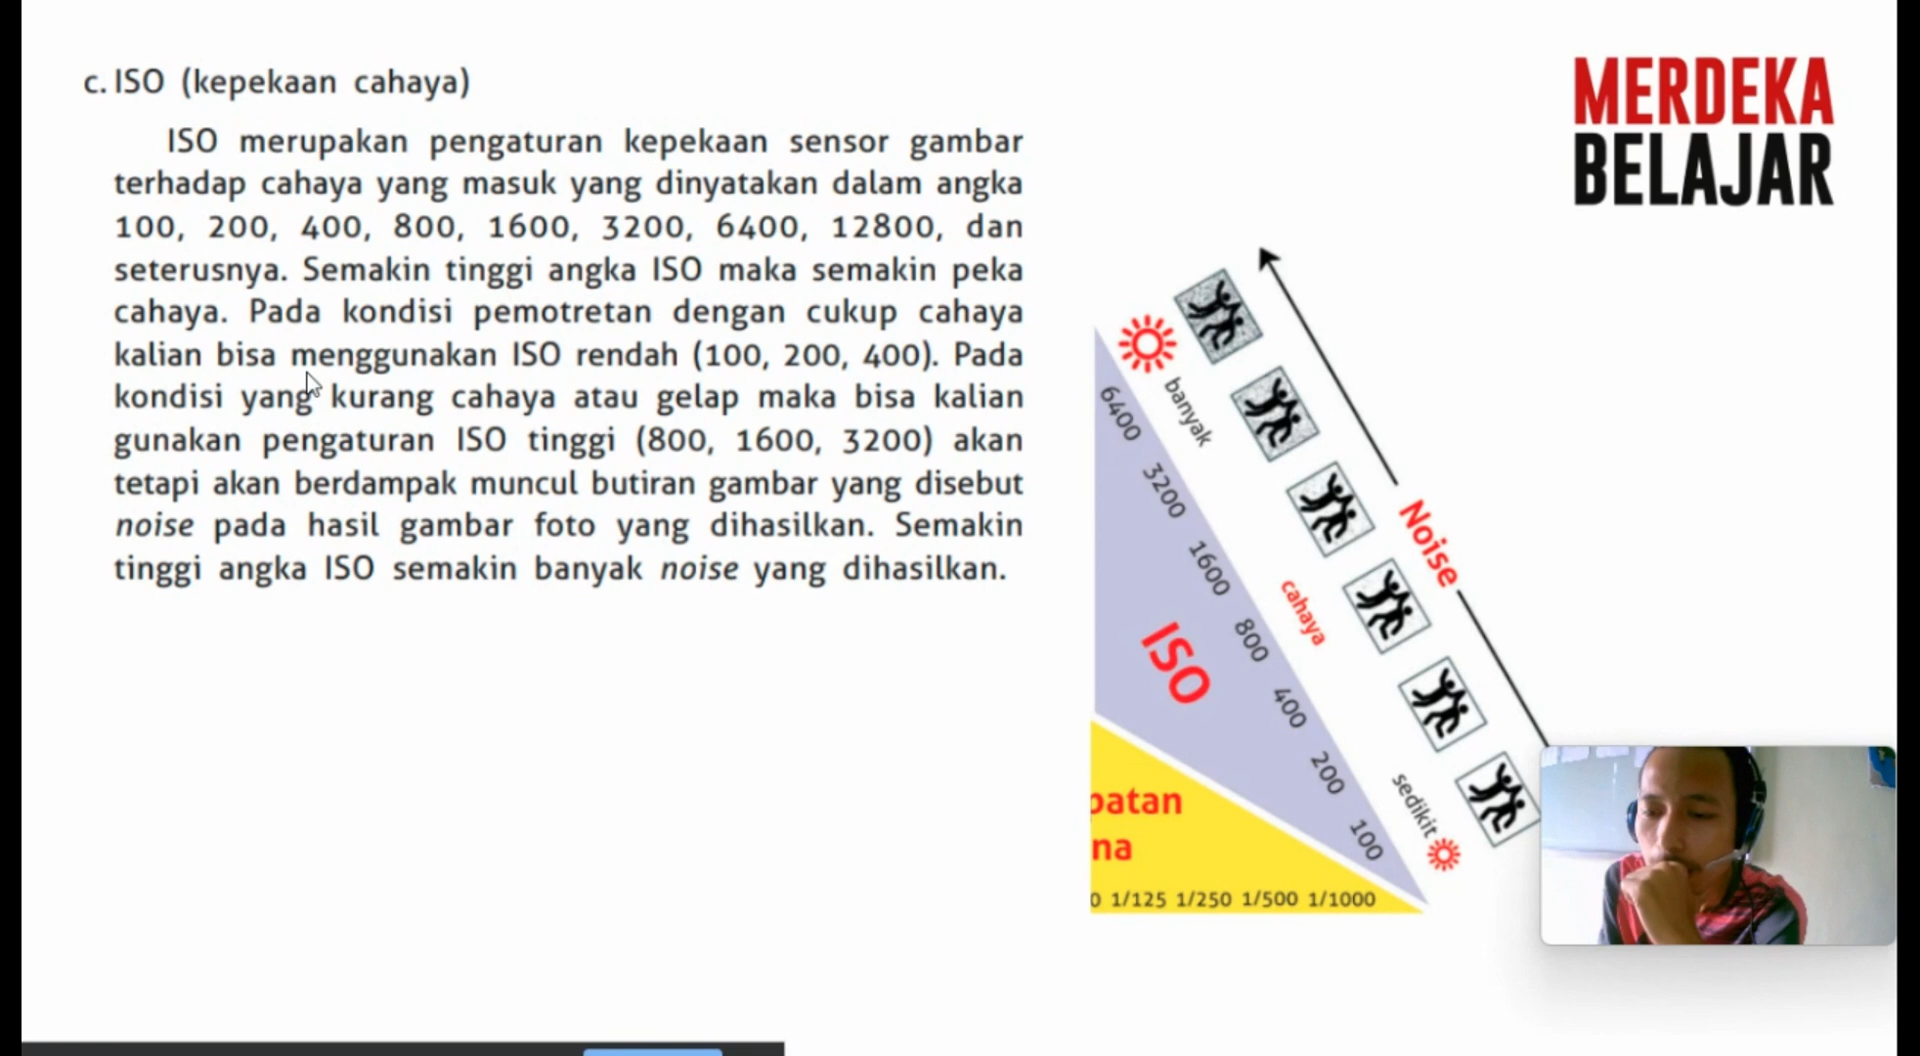 c. ISO (kepekaan cahaya)
ISO merupakan pengaturan kepekaan sensor gambar
terhadap cahaya yang masuk yang dinyatakan dalam angka
100, 200, 400, 800, 1600, 3200, 6400, 12800, dan
seterusnya. Semakin tinggi angka ISO maka semakin peka
cahaya. Pada kondisi pemotretan dengan cukup cahaya
kalian bisa menggunakan ISO rendah (100, 200, 400). Pada
kondisi yang kurang cahaya atau gelap maka bisa kalian
gunakan pengaturan ISO tinggi (800, 1600, 3200) akan
tetapi akan berdampak muncul butiran gambar yang disebut
noise pada hasil gambar foto yang dihasilkan. Semakin
tinggi angka ISO semakin banyak noise yang dihasilkan.
MERDEKA
BELAJAR
banyak
cahaya
sedikit
Noise
6400
3200
1600
800
400
200
100
ISO
patan
na
0 1/125 1/250 1/500 1/1000